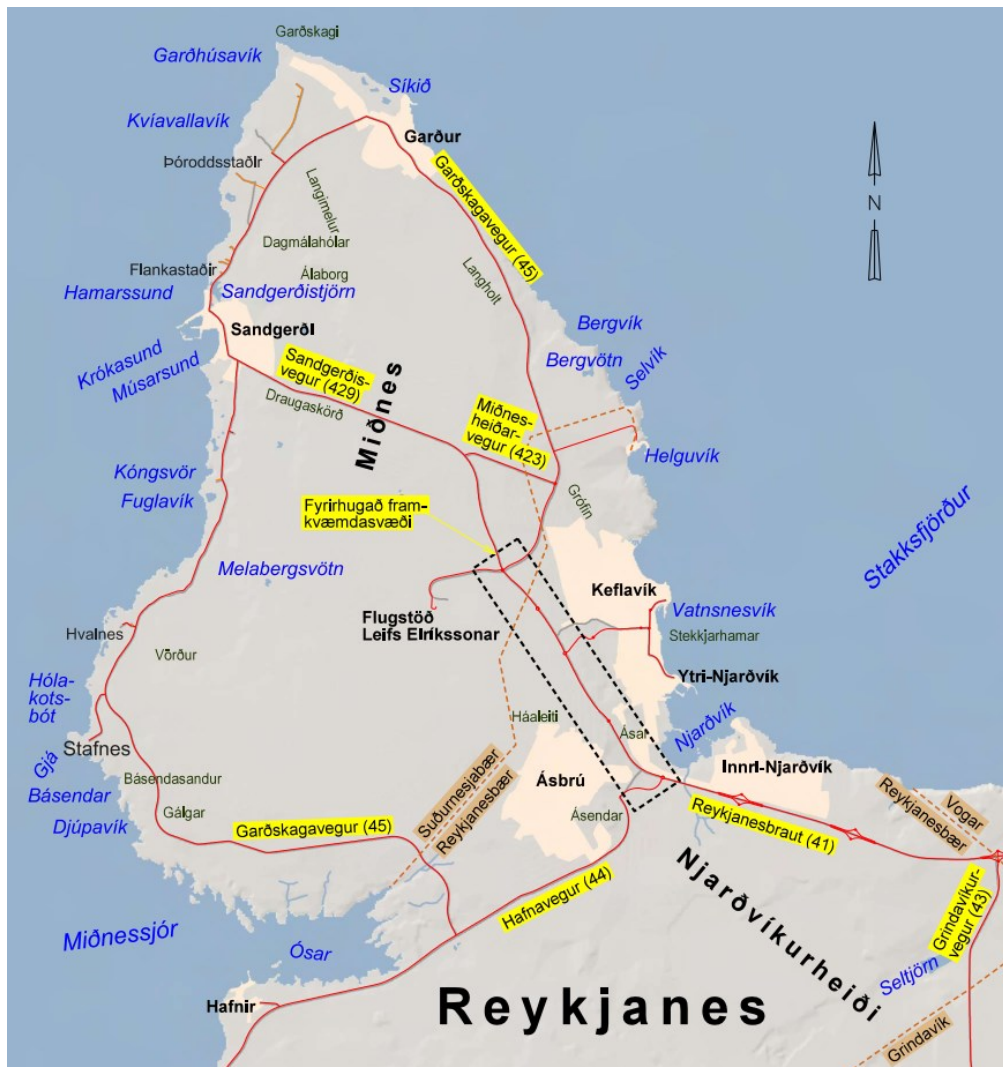 Garðskagi
Garðhúsavík
Síkið
Kvíavallavík
Garður
Þóroddsstaðir
Garðskagavegur (45)
Langimelur
N
Dagmálahólar
Flankastaðir
Álaborg
Langholt
Hamarssund
Sandgerðistjörn
Sandgerði
Bergvík
Krókasund
Músarsund
Sandgerðis-
vegur (429)
Bergvötn
Selvík
Draugaskörð
Miðnes
Miðnes-
heiðar-
vegur (423)
Helguvík
Kóngsvör
Fuglavík
Grófin
Fyrirhugað fram-
kvæmdasvæði
Stakksfjörður
Melabergsvötn
Keflavík
Flugstöð
Leifs Eiríkssonar
Vatnsnesvík
Stekkjarhamar
Hvalnes
Vörður
Ytri-Njarðvík
Hóla-
kots-
bót
Háaleiti
Ásar
Njarðvík
Stafnes
Gjá
Básendasandur
Ásbrú
Innri-Njarðvík
Básendar
Gálgar
Suðurnesjabær
Reykjanesbær
Vogar
Reykjanesbær
Djúpavík
Ásendar
Reykjanesbraut (41)
Garðskagavegur (45)
Hafnavegur (44)
Njarðvíkurheiði
Grindavíkur-
vegur (43)
Miðnessjór
Ósar
Seltjörn
Hafnir
Reykjanes
Grindavík